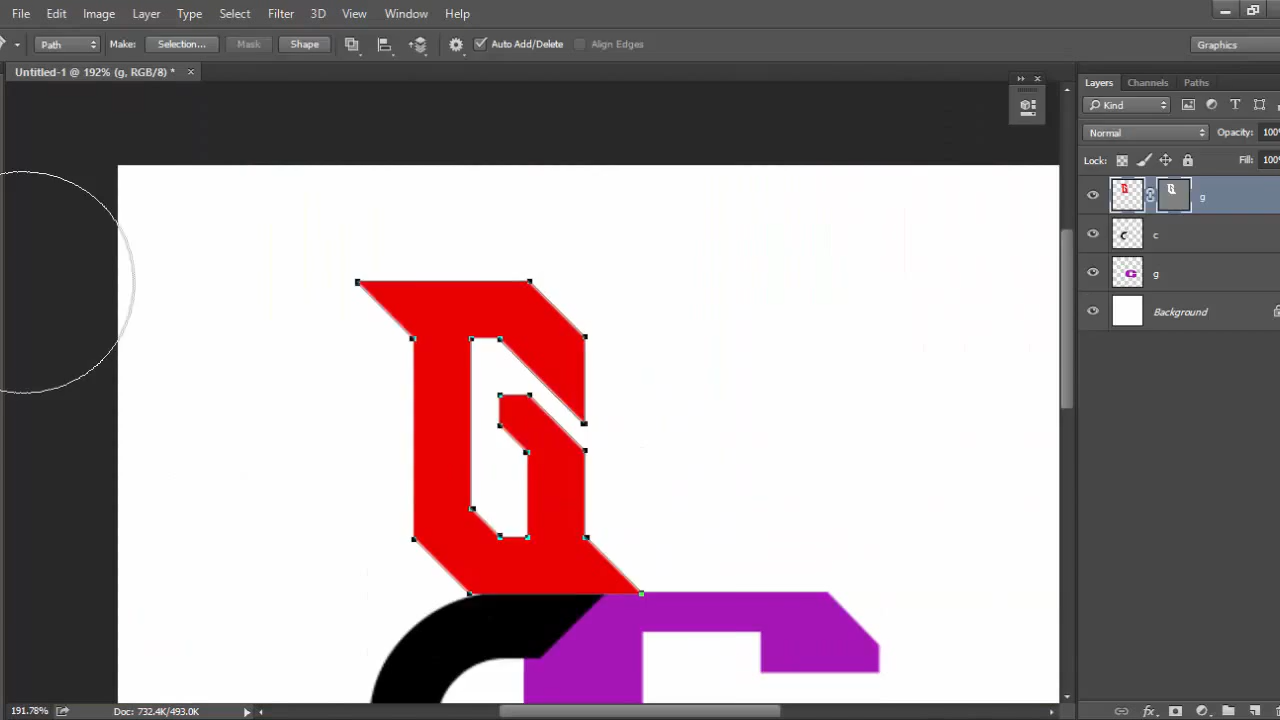 File Edit Image Layer Type Select Filter 3D View Window Help
Path Make: Selection... Mask Shape Auto Add/Delete Align Edges Graphics
Untitled-1 @ 192% (g, RGB/8) * ×
Layers Channels Paths
Kind
Normal Opacity: 100
Lock: Fill: 100
g
c
g
Background
G
191.78% Doc: 732.4K/493.0K